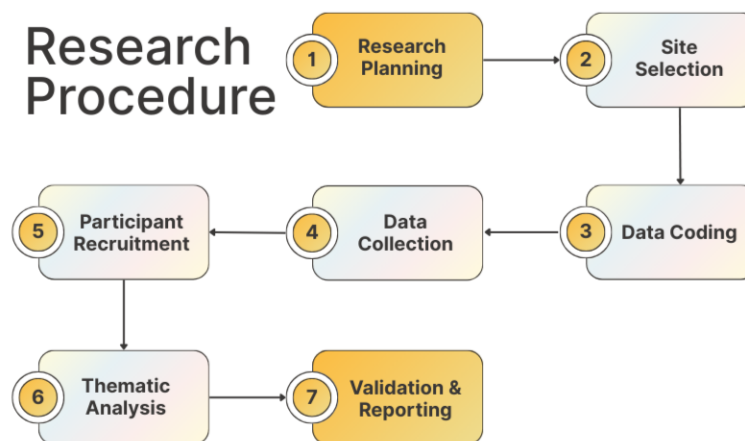 Research
Procedure
1
Research
Planning
2
Site
Selection
3
Data Coding
4
Data
Collection
5
Participant
Recruitment
6
Thematic
Analysis
7
Validation &
Reporting